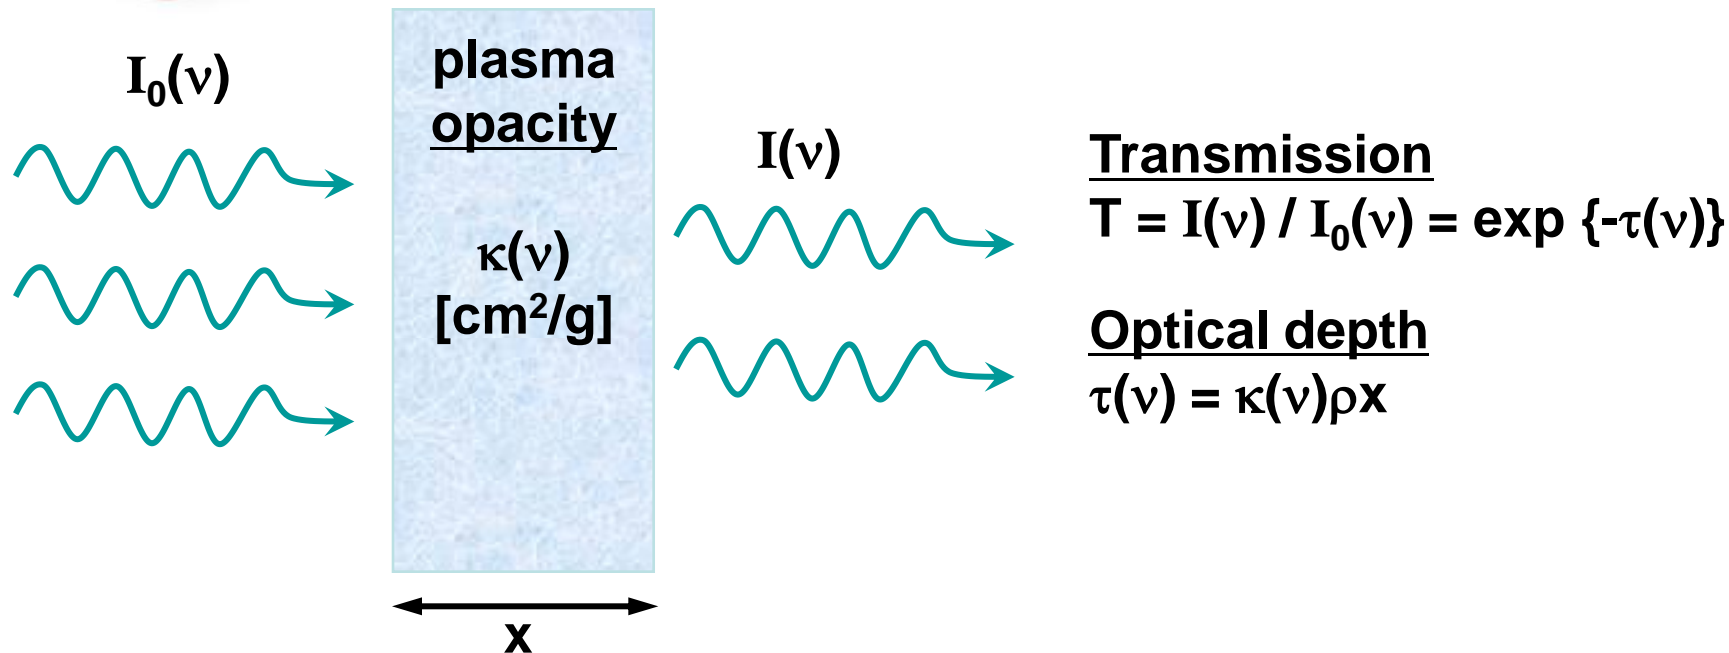 I₀(ν)
plasma
opacity
κ(ν)
[cm²/g]
x
I(ν)
Transmission
T = I(ν) / I₀(ν) = exp {-τ(ν)}
Optical depth
τ(ν) = κ(ν)ρx